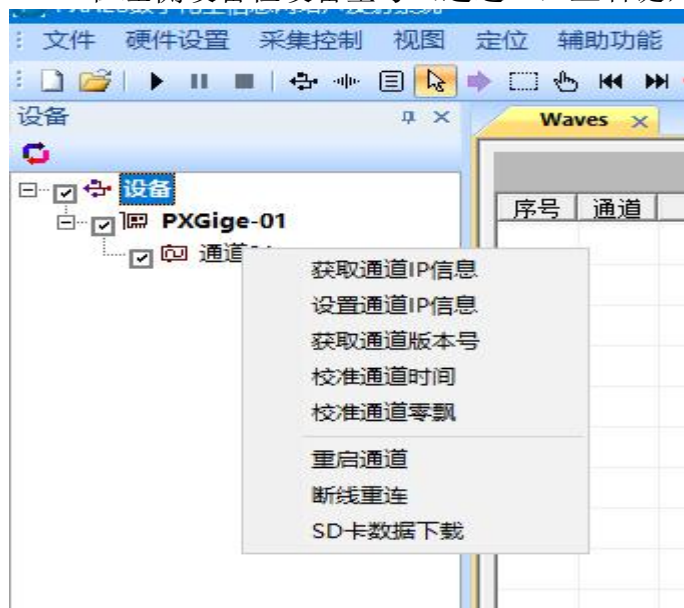 文件 硬件设置 采集控制 视图 定位 辅助功能
设备
Waves
设备
PXGige-01
通道
序号 通道
获取通道IP信息
设置通道IP信息
获取通道版本号
校准通道时间
校准通道零飘
重启通道
断线重连
SD卡数据下载